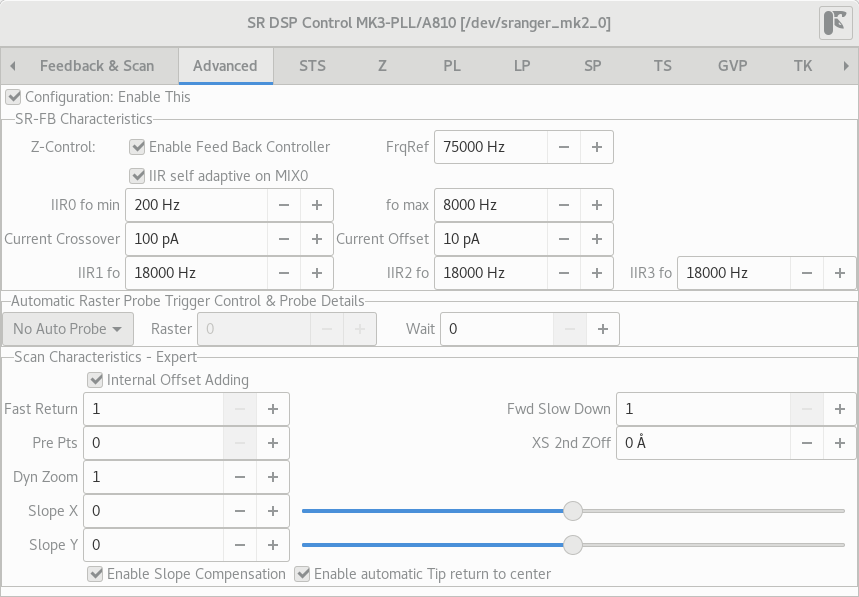 SR DSP Control MK3-PLL/A810 [/dev/sranger_mk2_0]
Feedback & Scan Advanced STS Z PL LP SP TS GVP TK
Configuration: Enable This
SR-FB Characteristics
Z-Control: Enable Feed Back Controller FrqRef 75000 Hz
IIR self adaptive on MIX0
IIR0 fo min 200 Hz fo max 8000 Hz
Current Crossover 100 pA Current Offset 10 pA
IIR1 fo 18000 Hz IIR2 fo 18000 Hz IIR3 fo 18000 Hz
Automatic Raster Probe Trigger Control & Probe Details
No Auto Probe Raster 0 Wait 0
Scan Characteristics - Expert
Internal Offset Adding
Fast Return 1 Fwd Slow Down 1
Pre Pts 0 XS 2nd ZOff 0 Å
Dyn Zoom 1
Slope X 0
Slope Y 0
Enable Slope Compensation Enable automatic Tip return to center